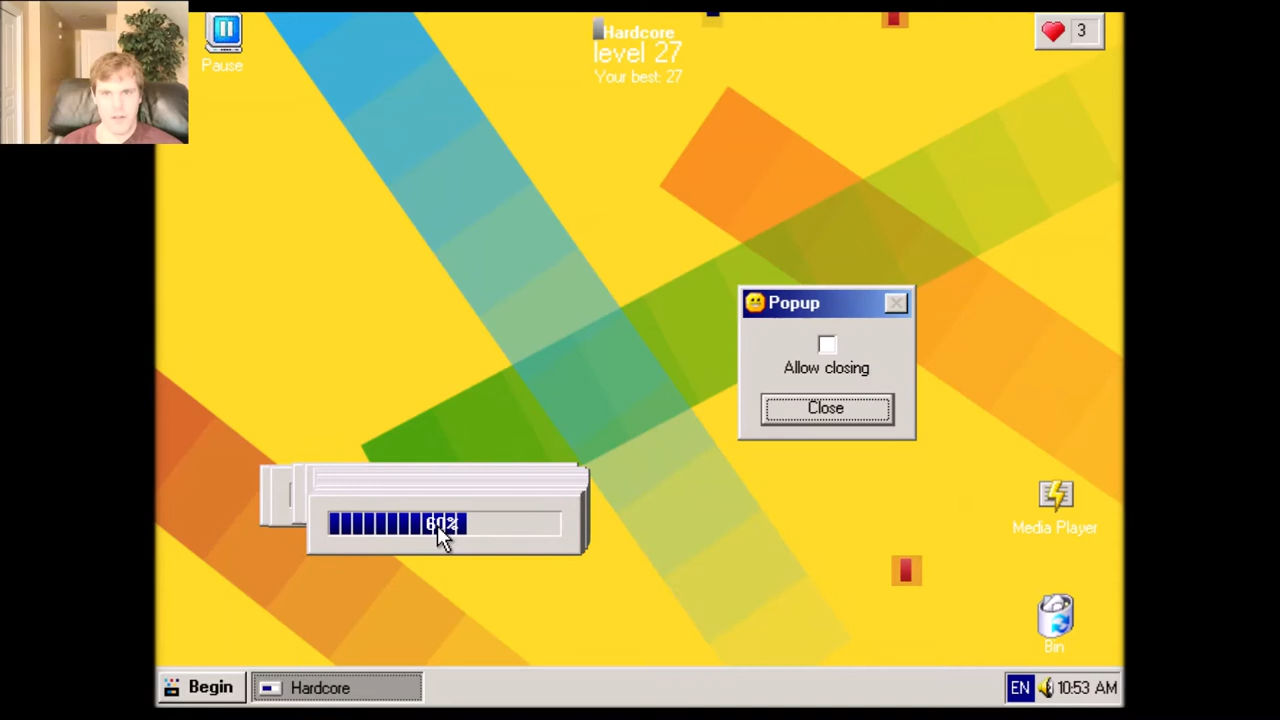 Pause
Hardcore
level 27
Your best: 27
3
Popup
Allow closing
Close
60%
Media Player
Bin
Begin
Hardcore
EN
10:53 AM